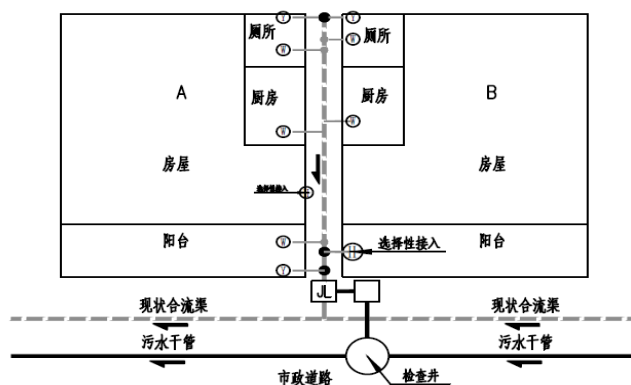 Y
Y
厕所
厕所
W
W
A
厨房
厨房
B
W
W
房屋
房屋
选择性接入
阳台
W
选择性接入
阳台
Y
JL
现状合流渠
现状合流渠
污水干管
污水干管
市政道路
检查井